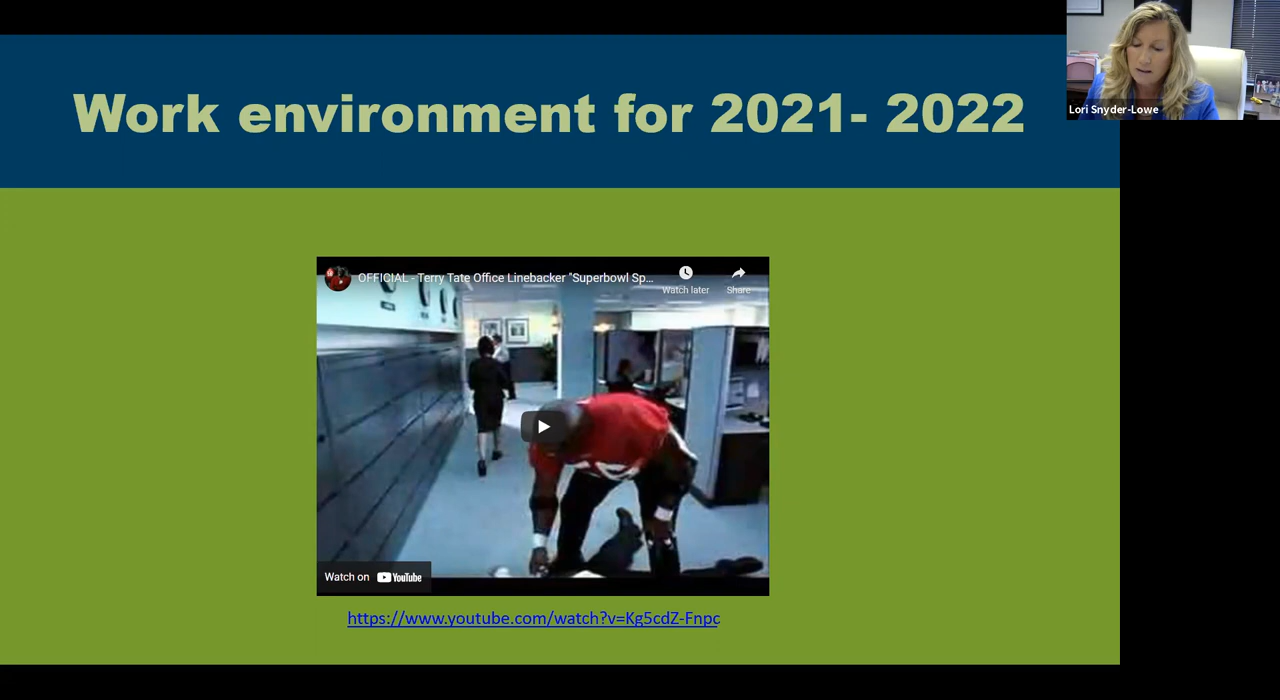 Work environment for 2021- 2022
Lori Snyder-Lowe
OFFICIAL - Terry Tate Office Linebacker "Superbowl Sp...
Watch later
Share
Watch on YouTube
https://www.youtube.com/watch?v=Kg5cdZ-Fnpc